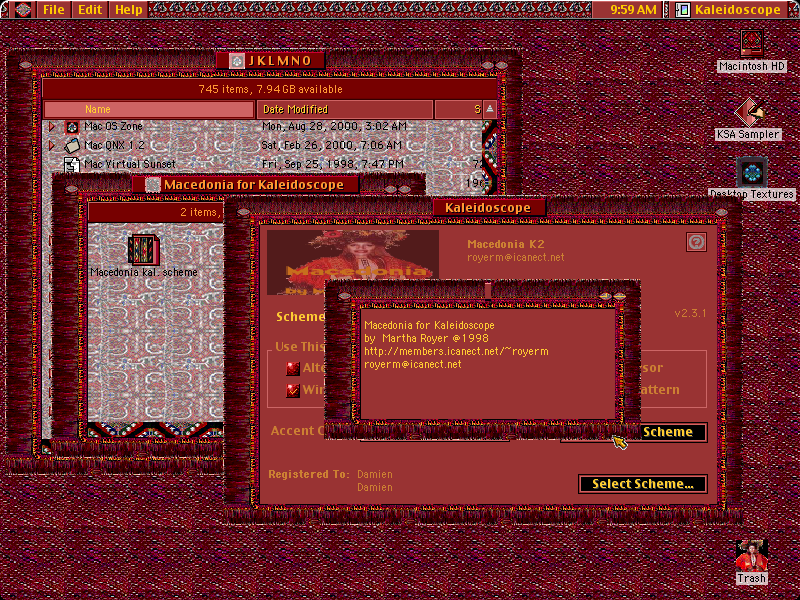 File Edit Help 9:59 AM Kaleidoscope
JKLMNO
745 items, 7.94 GB available
Name Date Modified S
Mac OS Zone Mon, Aug 28, 2000, 3:02 AM
Mac QNX 1.2 Sat, Feb 26, 2000, 7:06 AM
Mac Virtual Sunset Fri, Sep 25, 1998, 7:47 PM 72
196
Macintosh HD
KSA Sampler
Desktop Textures
Macedonia for Kaleidoscope
2 items,
Macedonia kal. scheme
Kaleidoscope
Macedonia
Macedonia K2
royerm@icanect.net
v2.3.1
Scheme
Use This
Alte
Win
sor
attern
Macedonia for Kaleidoscope
by Martha Royer @1998
http://members.icanect.net/~royerm
royerm@icanect.net
Accent C
Scheme
Registered To: Damien
Damien
Select Scheme...
Trash